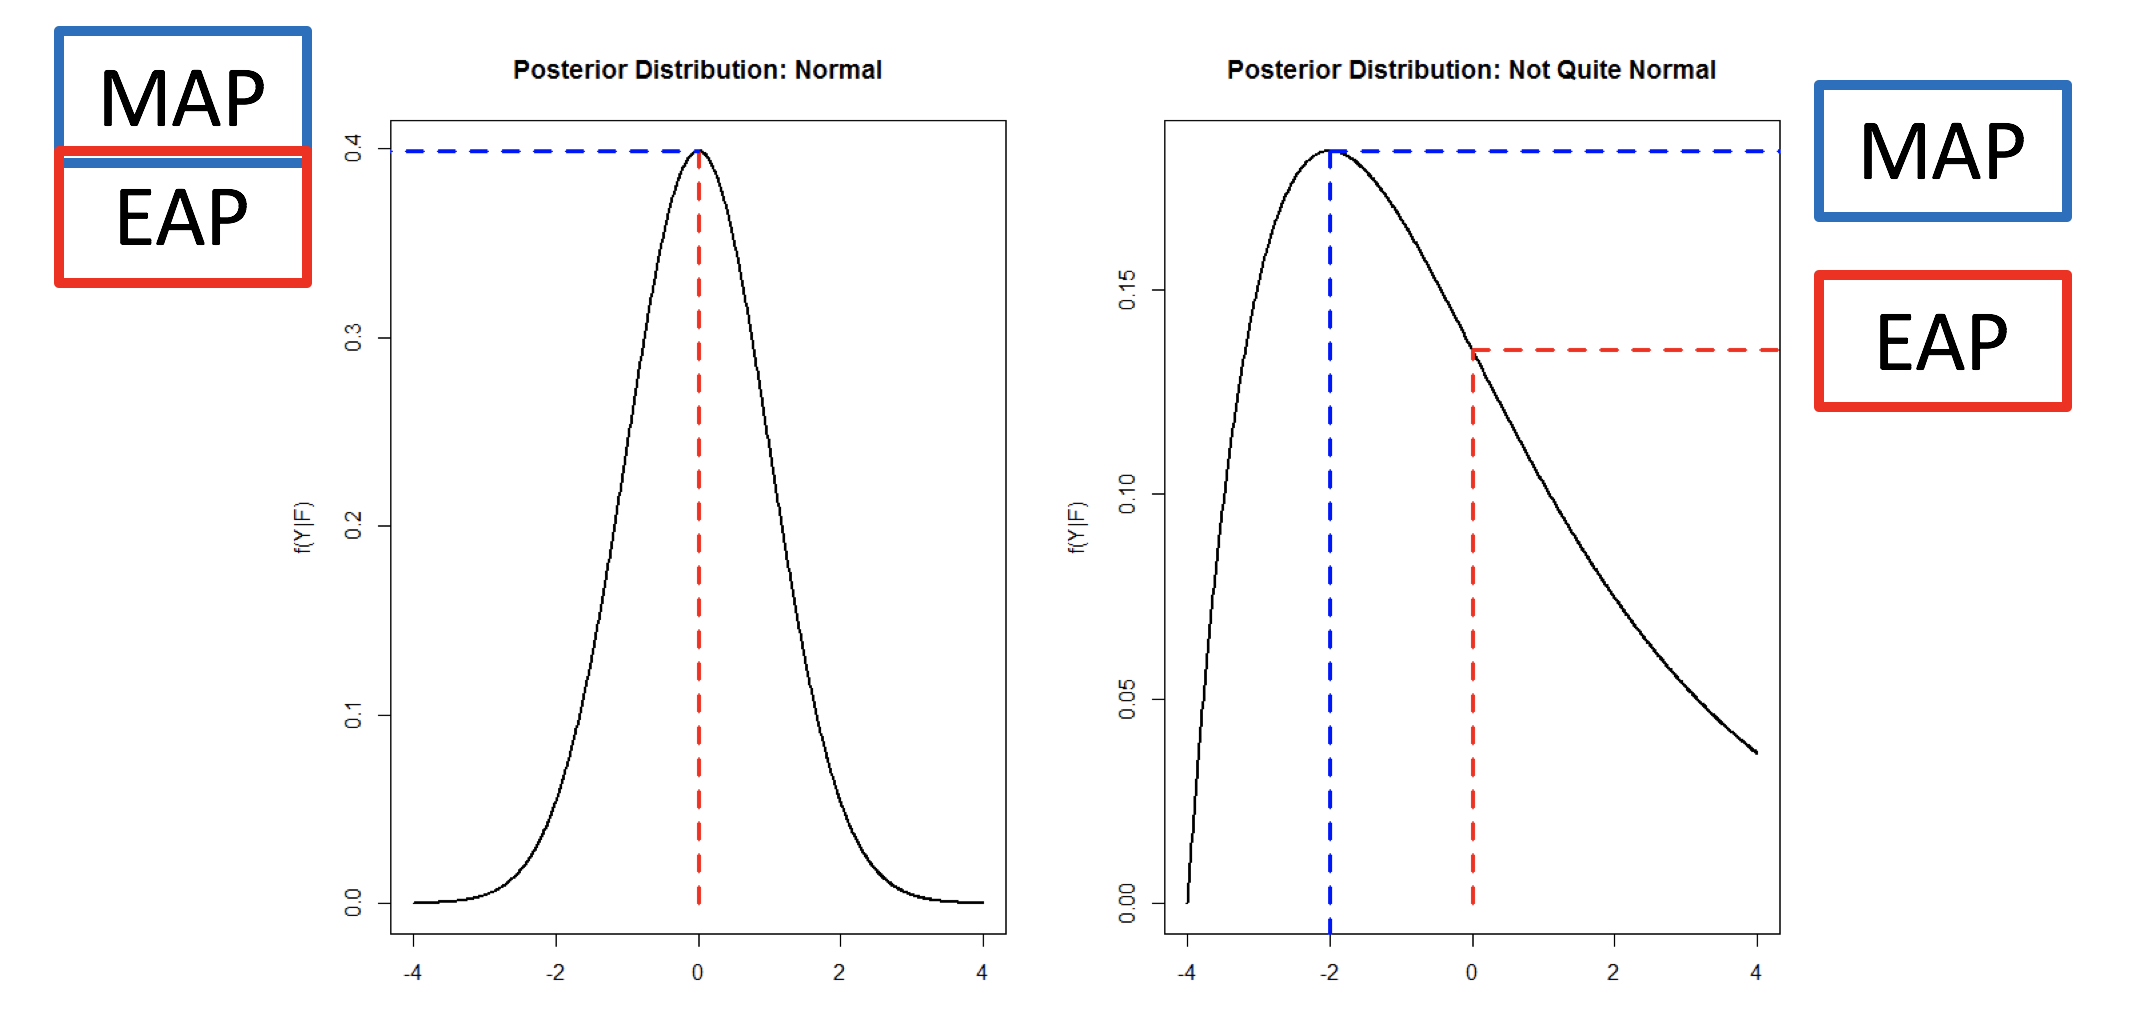 MAP
EAP
Posterior Distribution: Normal
f(Y|F)
0.4
0.3
0.2
0.1
0.0
-4 -2 0 2 4
Posterior Distribution: Not Quite Normal
f(Y|F)
0.15
0.10
0.05
0.00
-4 -2 0 2 4
MAP
EAP